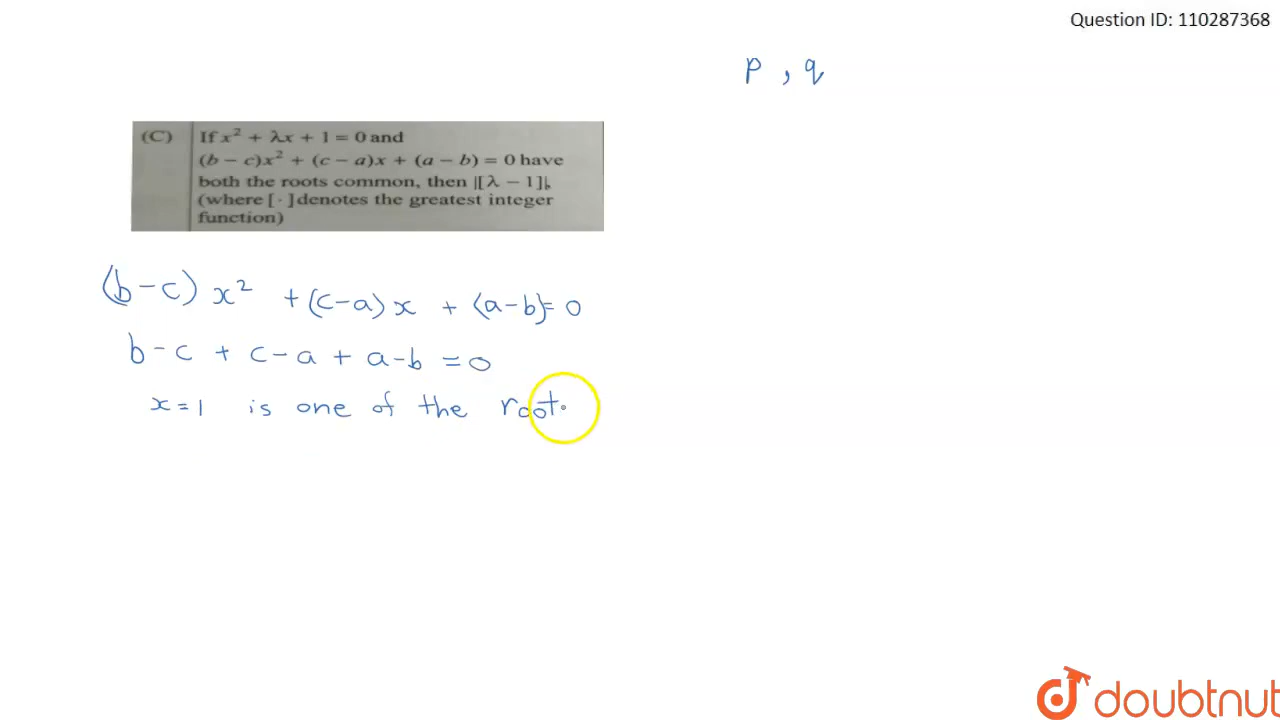 Question ID: 110287368
p , q
(C) If x² + λx + 1 = 0 and
(b − c)x² + (c − a)x + (a − b) = 0 have
both the roots common, then |[λ − 1]|,
(where [ · ] denotes the greatest integer
function)
(b-c) x² + (c-a) x + (a-b) = 0
b-c + c-a + a-b = 0
x=1 is one of the root
doubtnut